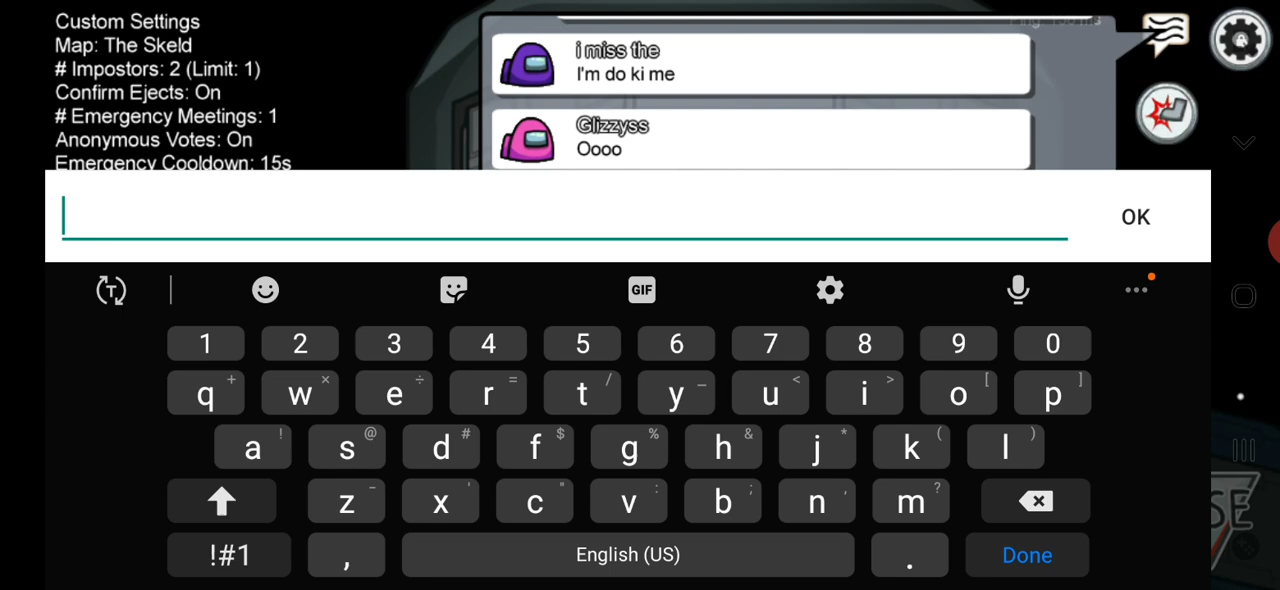 Custom Settings
Map: The Skeld
# Impostors: 2 (Limit: 1)
Confirm Ejects: On
# Emergency Meetings: 1
Anonymous Votes: On
Emergency Cooldown: 15s
i miss the
I'm do ki me
Glizzyss
Oooo
OK
GIF
1 2 3 4 5 6 7 8 9 0
q + w × e ÷ r = t / y _ u < i > o [ p ]
a ! s @ d # f $ g % h & j * k ( l )
z - x ' c " v : b ; n , m ?
!#1 , English (US) . Done